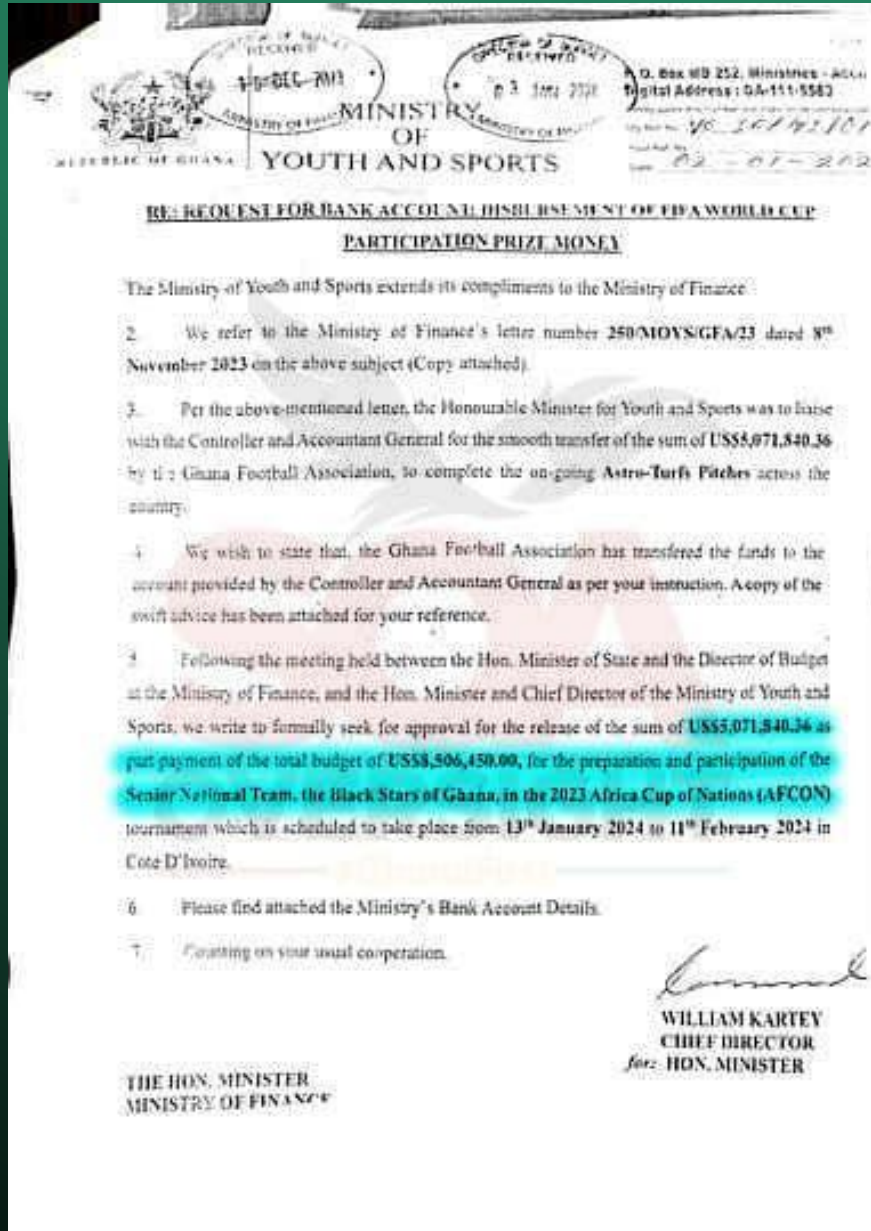 RECEIVED
DEC 2023
RECEIVED
P.O. Box MB 252, Ministries - Accra
Digital Address : GA-111-5583
REPUBLIC OF GHANA
MINISTRY
OF
YOUTH AND SPORTS
RE: REQUEST FOR BANK ACCOUNT: DISBURSEMENT OF FIFA WORLD CUP
PARTICIPATION PRIZE MONEY
The Ministry of Youth and Sports extends its compliments to the Ministry of Finance
2. We refer to the Ministry of Finance's letter number 250/MOYS/GFA/23 dated 8th
November 2023 on the above subject (Copy attached).
3. Per the above-mentioned letter, the Honourable Minister for Youth and Sports was to liaise
with the Controller and Accountant General for the smooth transfer of the sum of US$5,071,840.36
by the Ghana Football Association, to complete the on-going Astro-Turfs Pitches across the
country.
4 We wish to state that, the Ghana Football Association has transfered the funds to the
account provided by the Controller and Accountant General as per your instruction. A copy of the
swift advice has been attached for your reference.
5. Following the meeting held between the Hon. Minister of State and the Director of Budget
at the Ministry of Finance, and the Hon. Minister and Chief Director of the Ministry of Youth and
Sports, we write to formally seek for approval for the release of the sum of US$5,071,840.36 as
part payment of the total budget of US$8,506,450.00, for the preparation and participation of the
Senior National Team, the Black Stars of Ghana, in the 2023 Africa Cup of Nations (AFCON)
tournament which is scheduled to take place from 13th January 2024 to 11th February 2024 in
Cote D'Ivoire.
6. Please find attached the Ministry's Bank Account Details.
7. Counting on your usual cooperation.
WILLIAM KARTEY
CHIEF DIRECTOR
for: HON. MINISTER
THE HON. MINISTER
MINISTRY OF FINANCE